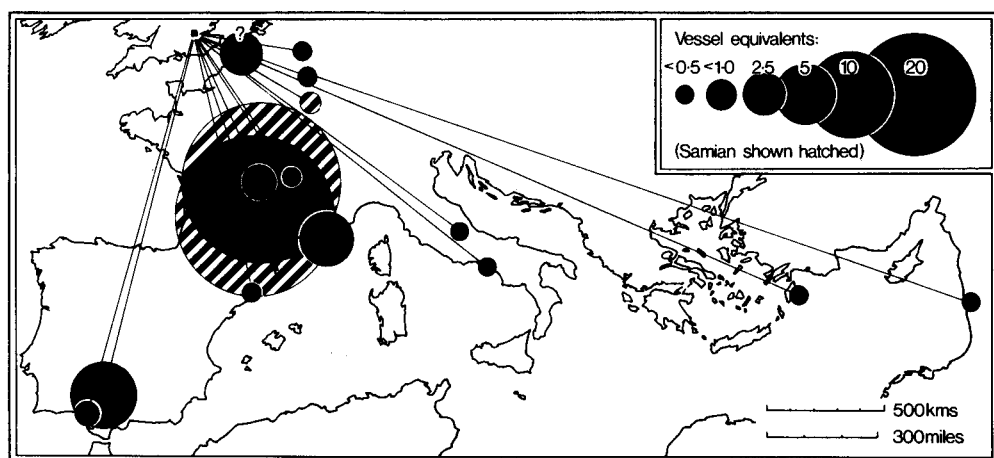 ?
Vessel equivalents:
<0·5 <1·0 2·5 5 10 20
(Samian shown hatched)
500kms
300miles